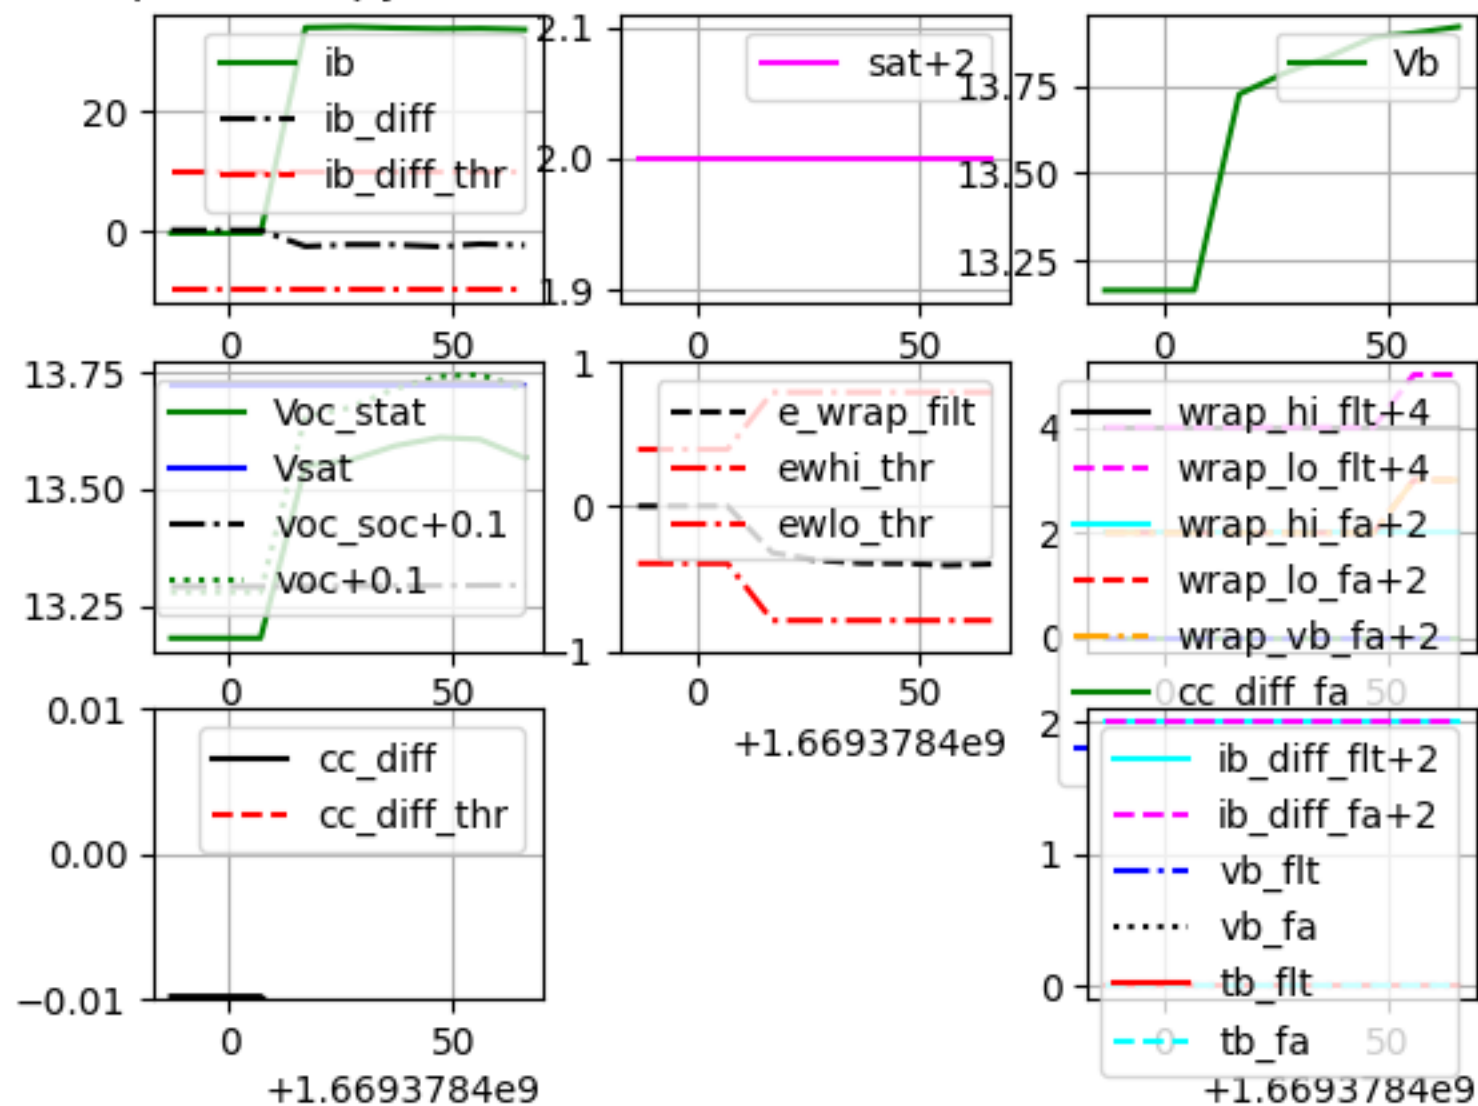 ib
ib_diff
ib_diff_thr
20
0
0
50
sat+2
2.1
2.0
1.9
0
50
Vb
13.75
13.50
13.25
0
50
Voc_stat
Vsat
voc_soc+0.1
voc+0.1
13.75
13.50
13.25
0
50
e_wrap_filt
ewhi_thr
ewlo_thr
1
0
−1
0
50
+1.6693784e9
wrap_hi_flt+4
wrap_lo_flt+4
wrap_hi_fa+2
wrap_lo_fa+2
wrap_vb_fa+2
cc_diff_fa
4
2
0
0
50
cc_diff
cc_diff_thr
0.01
0.00
−0.01
0
50
+1.6693784e9
ib_diff_flt+2
ib_diff_fa+2
vb_flt
vb_fa
tb_flt
tb_fa
2
1
0
0
50
+1.6693784e9